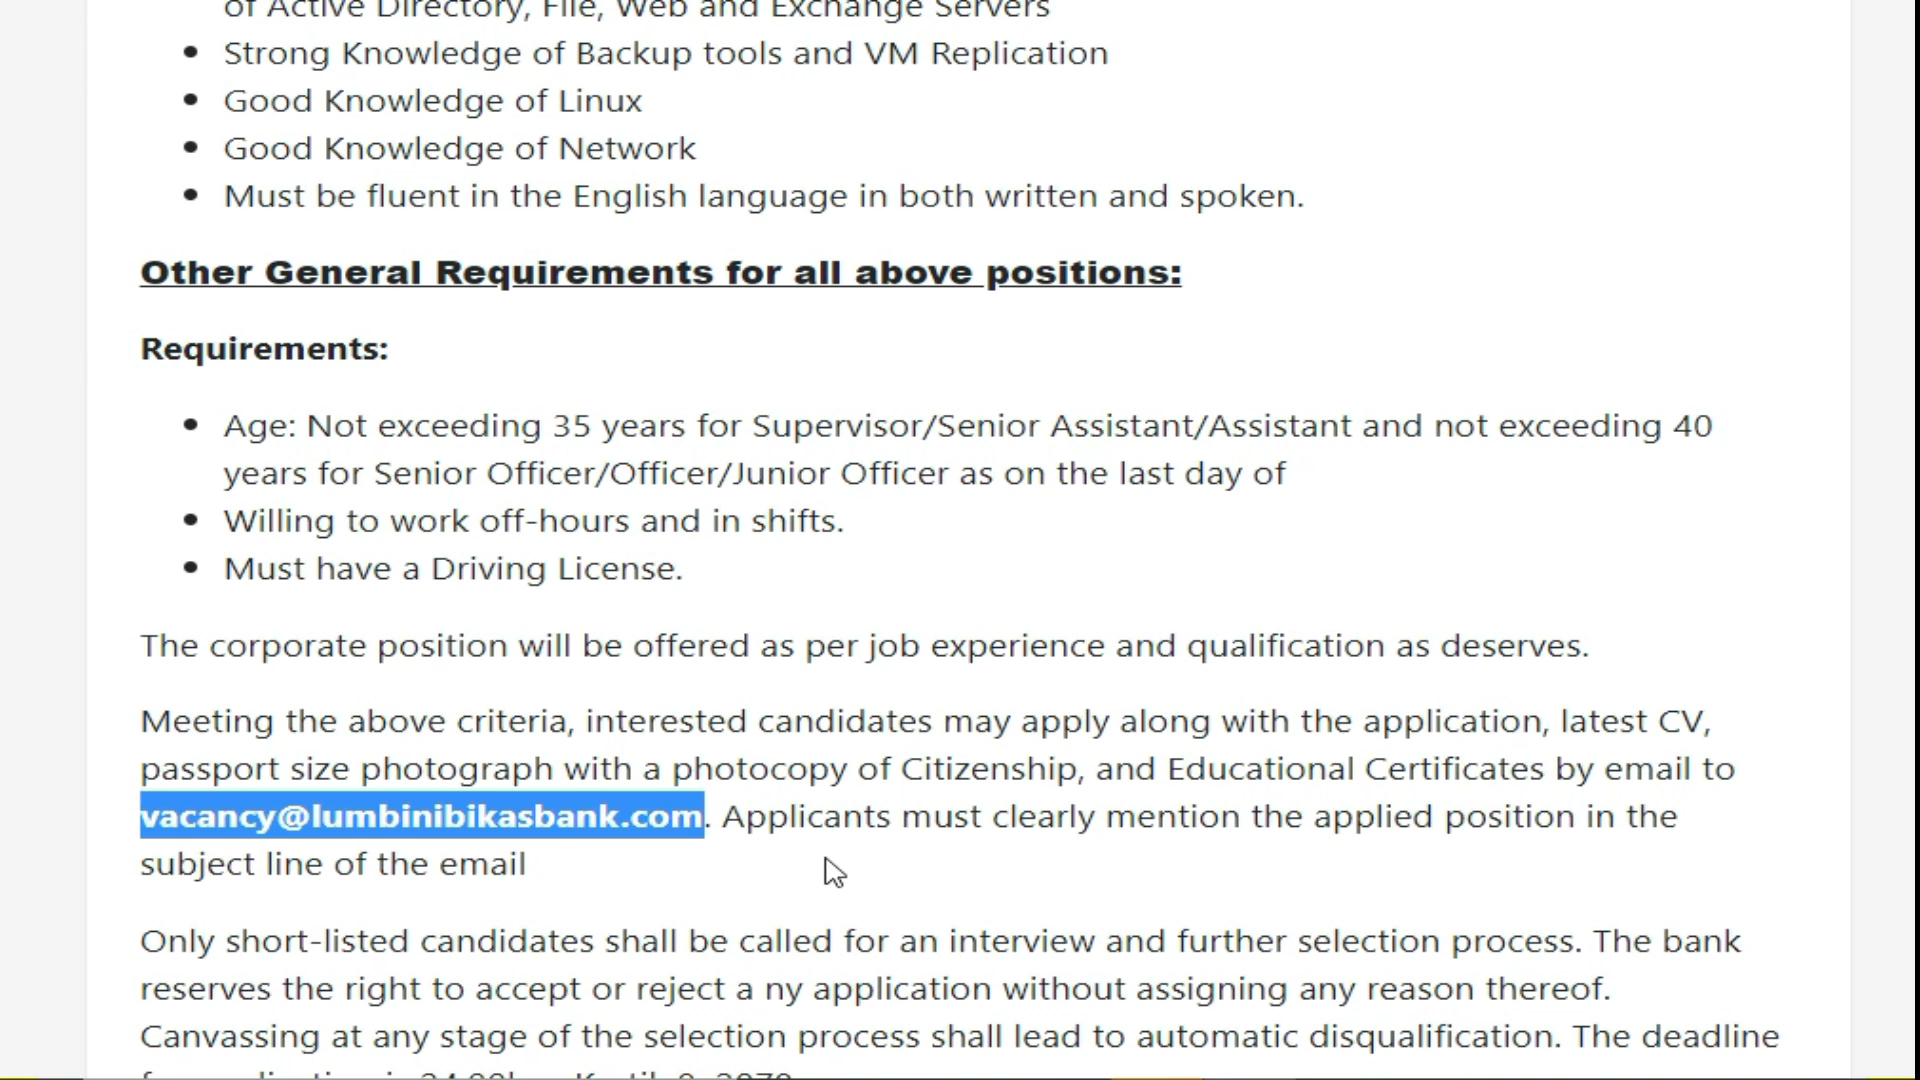 of Active Directory, File, Web and Exchange Servers
• Strong Knowledge of Backup tools and VM Replication
• Good Knowledge of Linux
• Good Knowledge of Network
• Must be fluent in the English language in both written and spoken.
Other General Requirements for all above positions:
Requirements:
• Age: Not exceeding 35 years for Supervisor/Senior Assistant/Assistant and not exceeding 40
years for Senior Officer/Officer/Junior Officer as on the last day of
• Willing to work off-hours and in shifts.
• Must have a Driving License.
The corporate position will be offered as per job experience and qualification as deserves.
Meeting the above criteria, interested candidates may apply along with the application, latest CV,
passport size photograph with a photocopy of Citizenship, and Educational Certificates by email to
vacancy@lumbinibikasbank.com. Applicants must clearly mention the applied position in the
subject line of the email
Only short-listed candidates shall be called for an interview and further selection process. The bank
reserves the right to accept or reject a ny application without assigning any reason thereof.
Canvassing at any stage of the selection process shall lead to automatic disqualification. The deadline